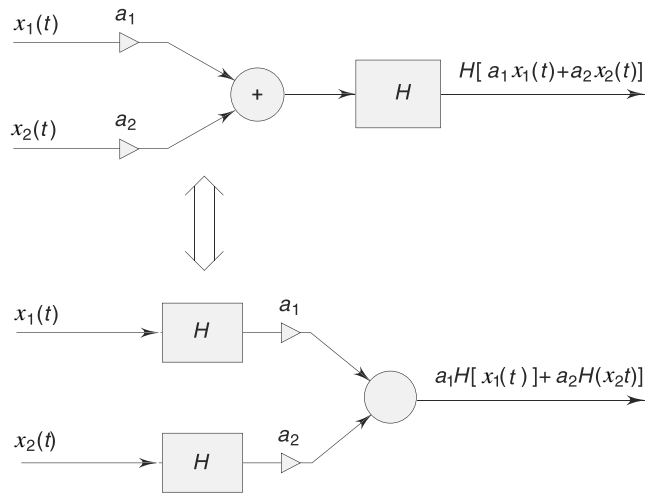 x₁(t)
a₁
x₂(t)
a₂
+
H
H[ a₁x₁(t)+a₂x₂(t)]
x₁(t)
H
a₁
x₂(t)
H
a₂
a₁H[ x₁(t) ]+ a₂H(x₂t)]